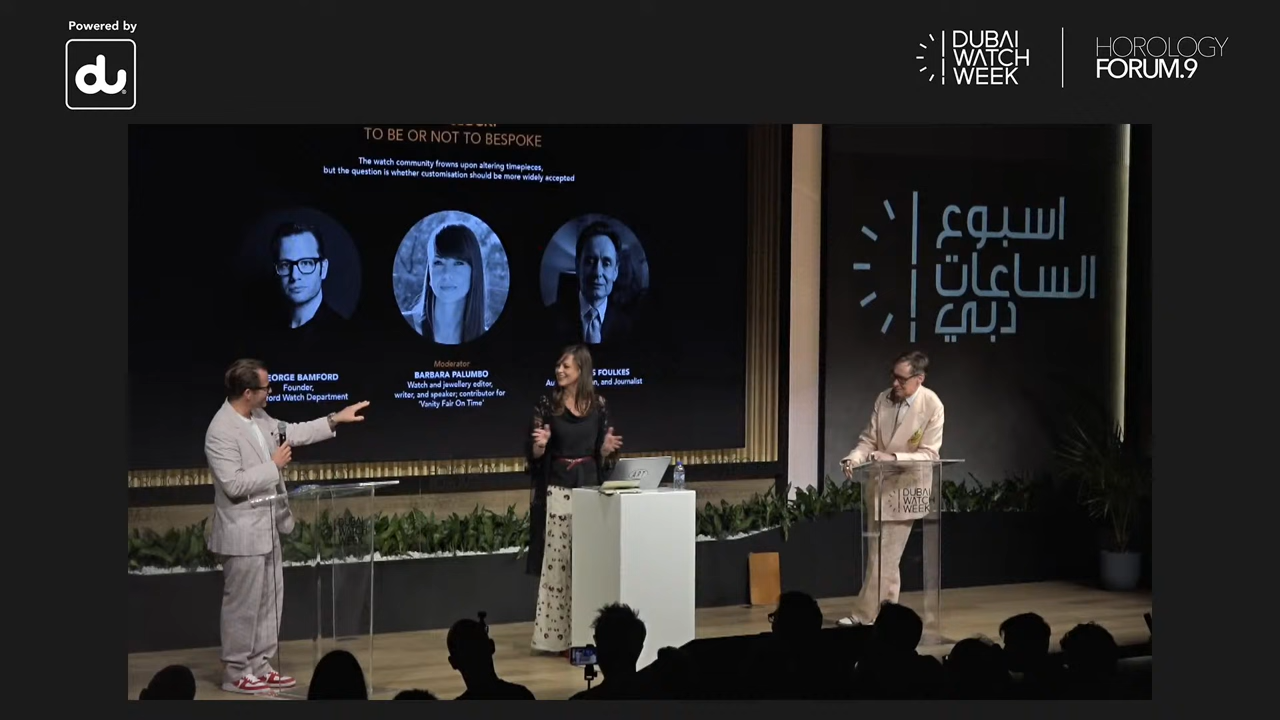 Powered by
du
DUBAI
WATCH
WEEK
HOROLOGY
FORUM.9
TO BE OR NOT TO BESPOKE
The watch community frowns upon altering timepieces,
but the question is whether customisation should be more widely accepted
اسبوع
الساعات
دبي
EORGE BAMFORD
Founder,
ord Watch Department
Moderator
BARBARA PALUMBO
Watch and jewellery editor,
writer, and speaker; contributor for
'Vanity Fair On Time'
S FOULKES
Au
n, and Journalist
DUBAI
WATCH
WEEK